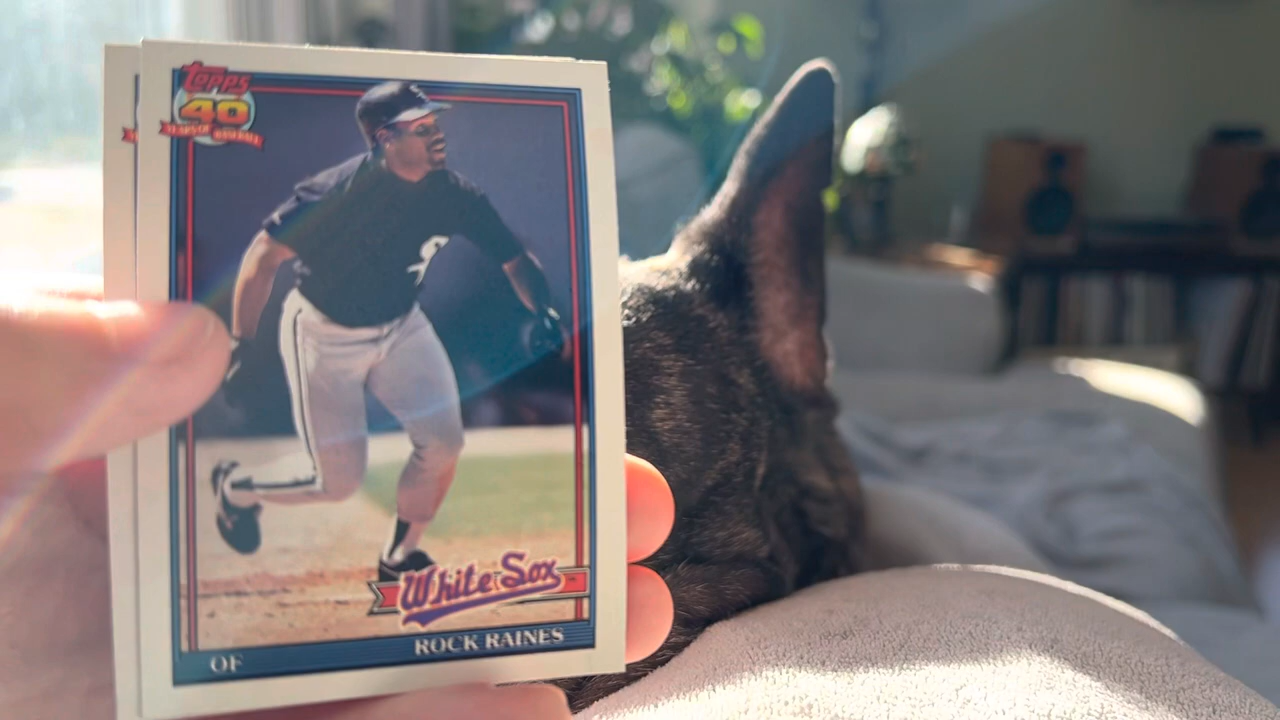 TOPPS
40
YEARS OF BASEBALL
White Sox
ROCK RAINES
OF